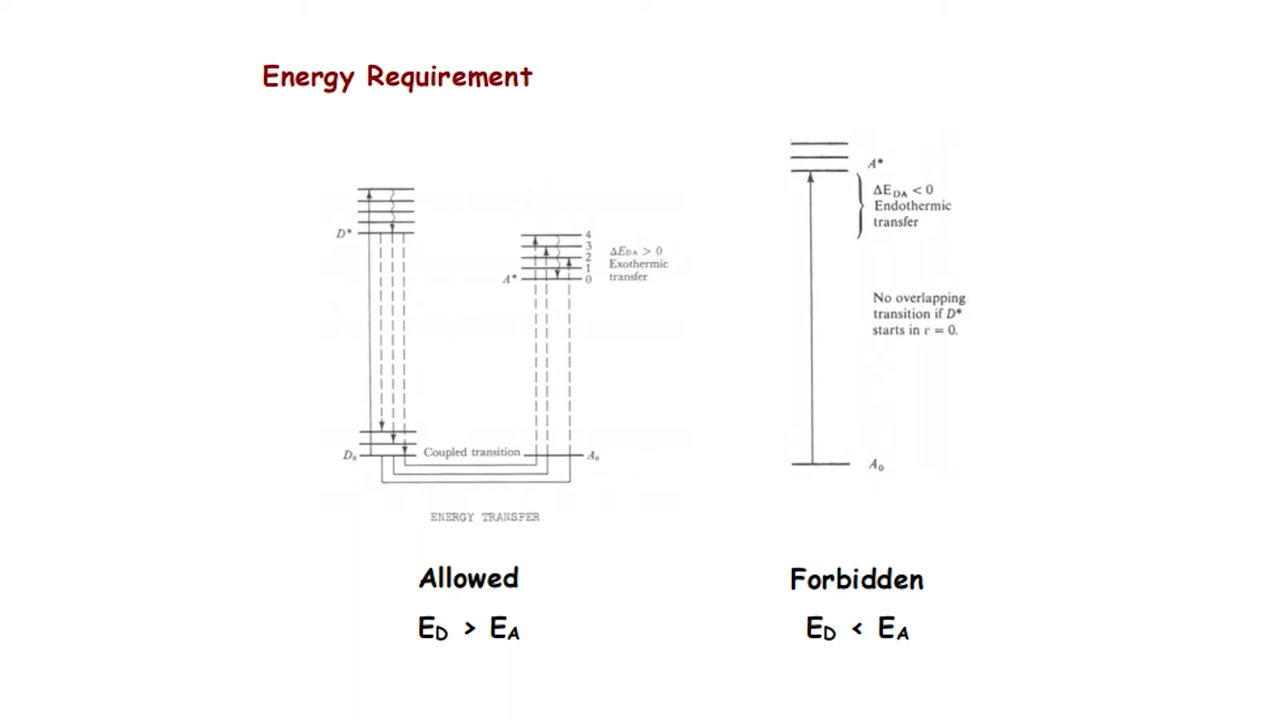 Energy Requirement
D*
4
3
2
1
0
A*
ΔE_DA > 0
Exothermic
transfer
D₀
Coupled transition
A₀
ENERGY TRANSFER
A*
ΔE_DA < 0
Endothermic
transfer
No overlapping
transition if D*
starts in r = 0.
A₀
Allowed
Forbidden
E_D > E_A
E_D < E_A